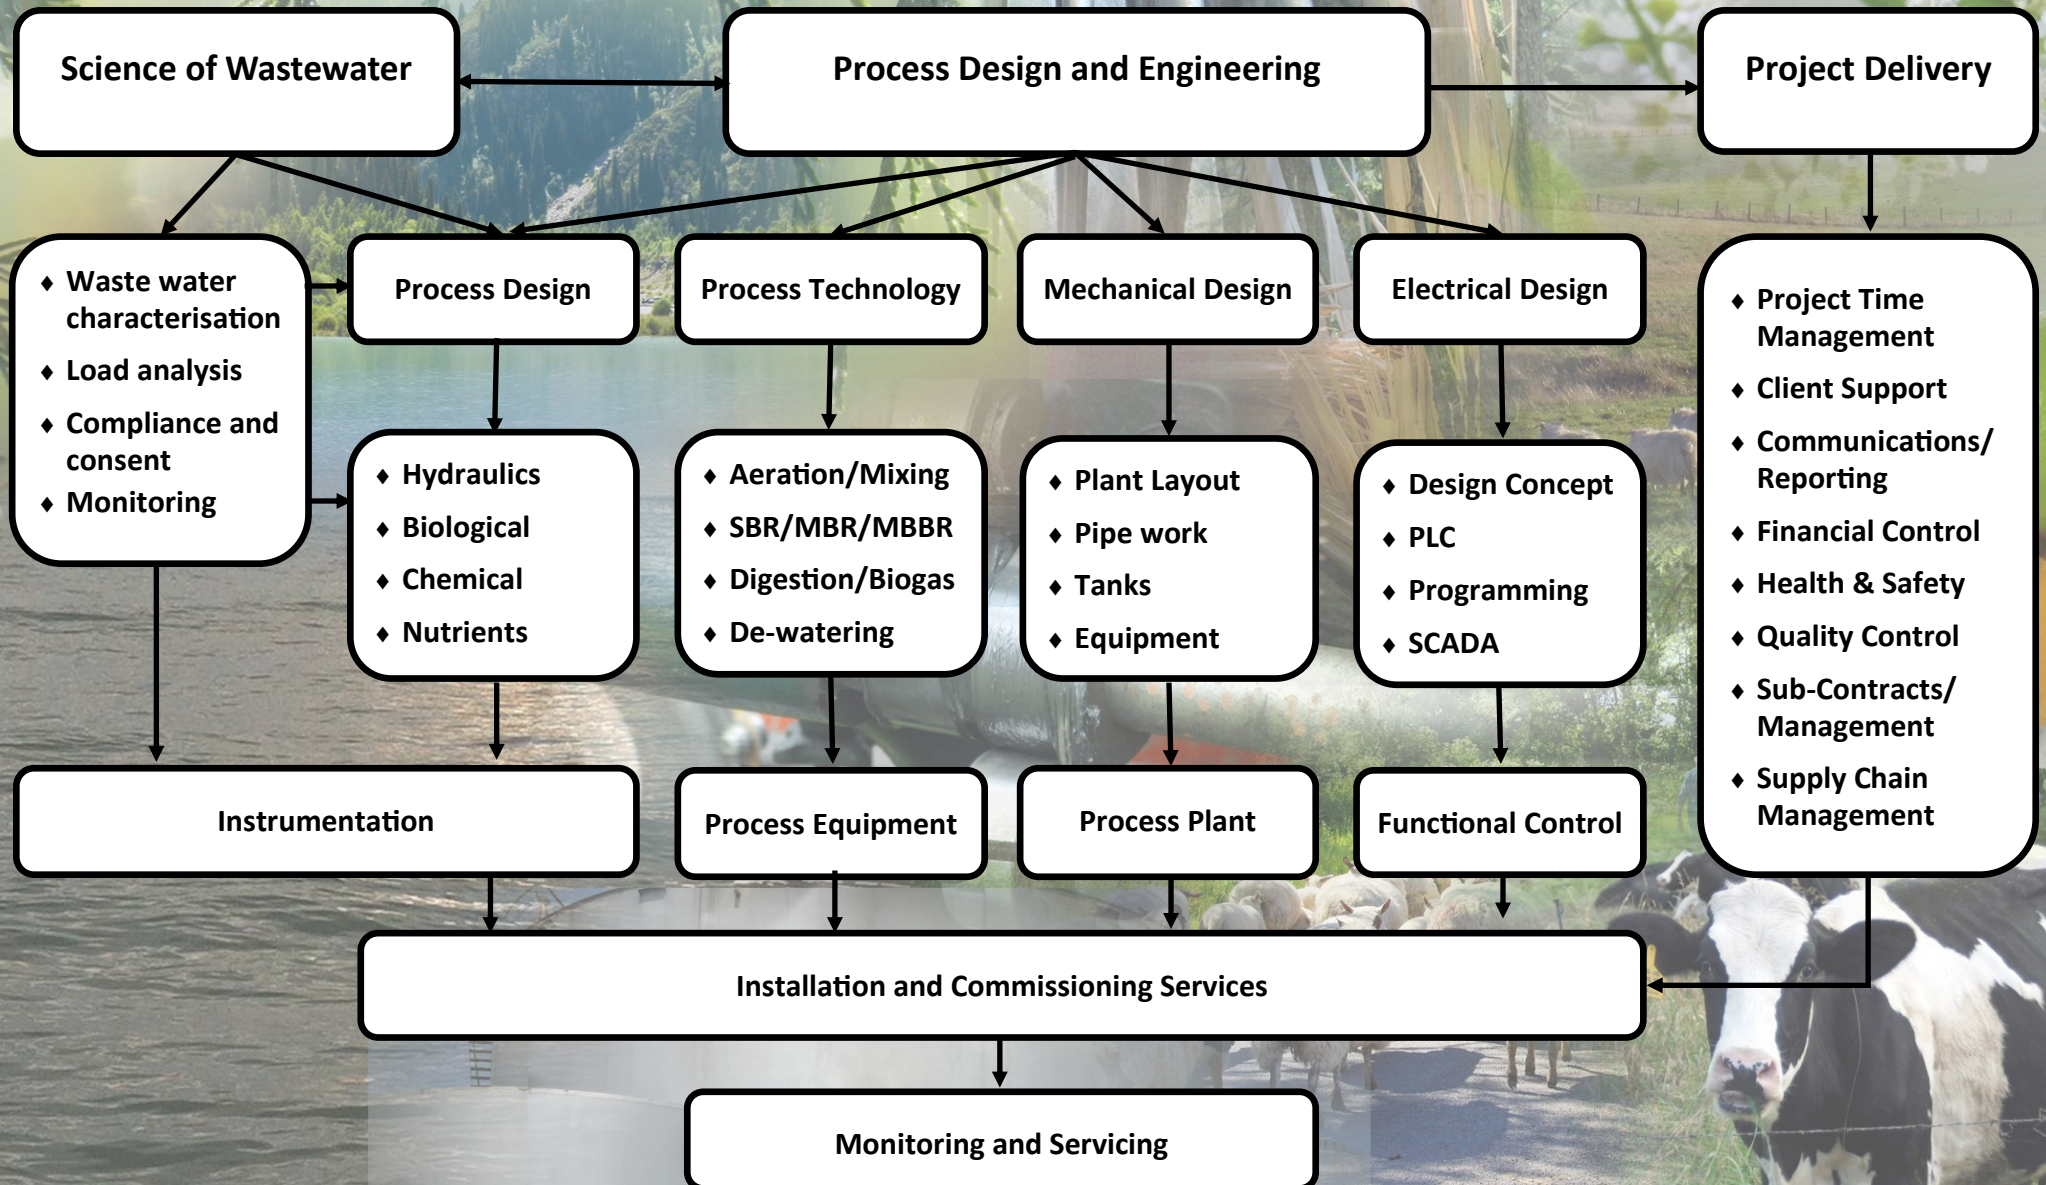 Science of Wastewater
Process Design and Engineering
Project Delivery
♦ Waste water
characterisation
♦ Load analysis
♦ Compliance and
consent
♦ Monitoring
Process Design
Process Technology
Mechanical Design
Electrical Design
♦ Hydraulics
♦ Biological
♦ Chemical
♦ Nutrients
♦ Aeration/Mixing
♦ SBR/MBR/MBBR
♦ Digestion/Biogas
♦ De-watering
♦ Plant Layout
♦ Pipe work
♦ Tanks
♦ Equipment
♦ Design Concept
♦ PLC
♦ Programming
♦ SCADA
♦ Project Time
Management
♦ Client Support
♦ Communications/
Reporting
♦ Financial Control
♦ Health & Safety
♦ Quality Control
♦ Sub-Contracts/
Management
♦ Supply Chain
Management
Instrumentation
Process Equipment
Process Plant
Functional Control
Installation and Commissioning Services
Monitoring and Servicing